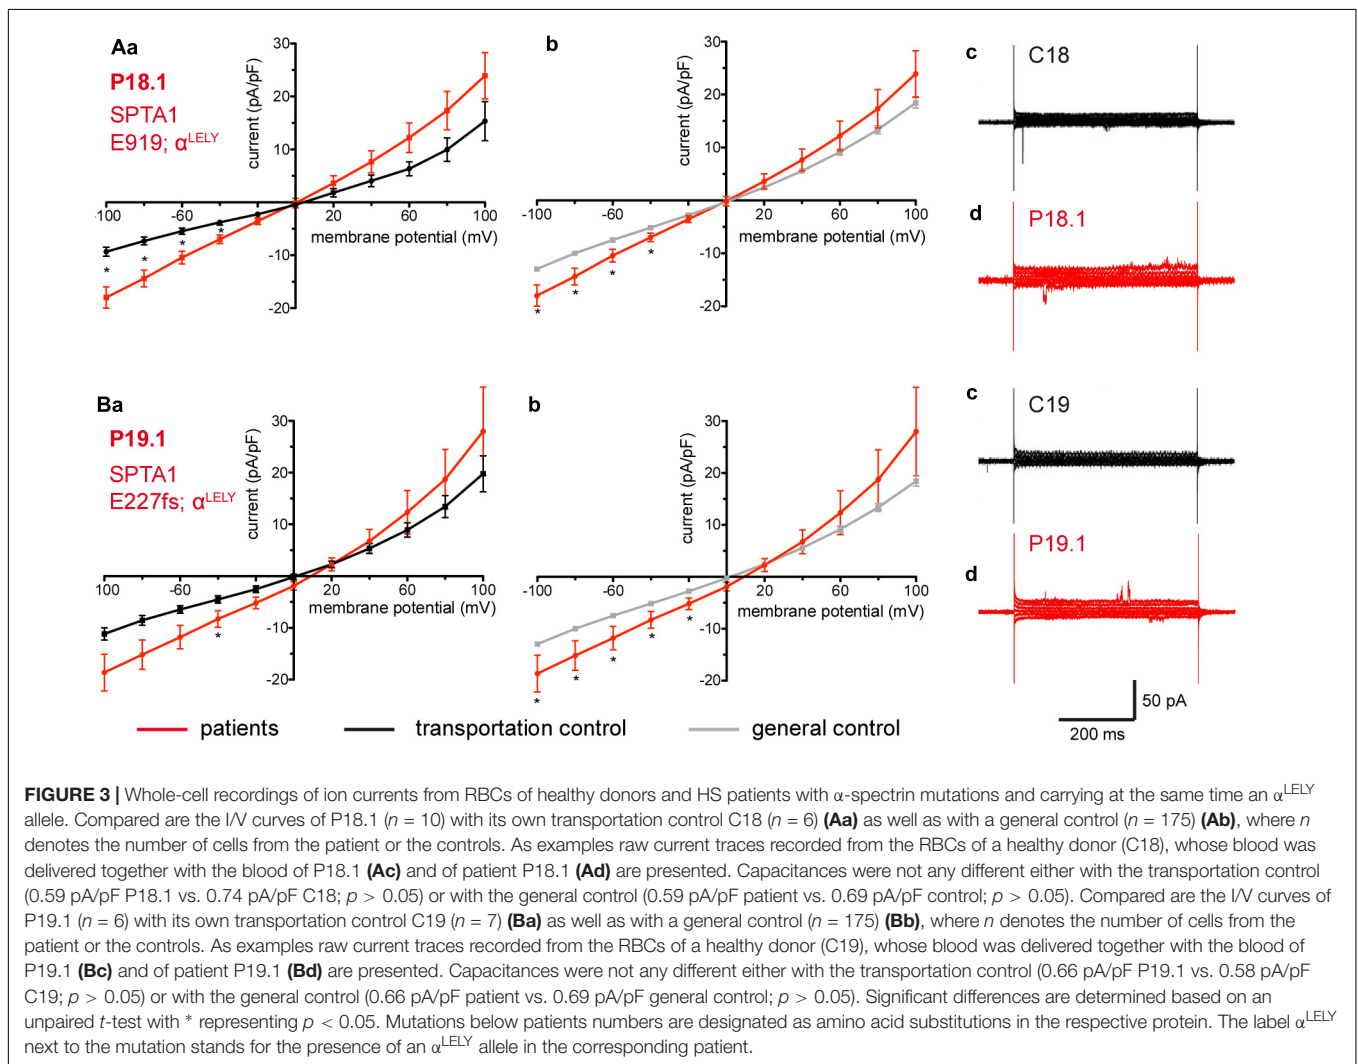 Aa
P18.1
SPTA1
E919; α^LELY
current (pA/pF)
30
20
10
-100
-60
-20
20
60
100
membrane potential (mV)
-10
-20
*
*
*
*
b
current (pA/pF)
30
20
10
-100
-60
20
60
100
membrane potential (mV)
-10
-20
*
*
*
*
c
C18
d
P18.1
Ba
P19.1
SPTA1
E227fs; α^LELY
current (pA/pF)
30
20
10
-100
-60
20
60
100
membrane potential (mV)
-10
-20
*
b
current (pA/pF)
30
20
10
-100
-60
20
60
100
membrane potential (mV)
-10
-20
*
*
*
*
*
c
C19
d
P19.1
50 pA
200 ms
patients
transportation control
general control
FIGURE 3 | Whole-cell recordings of ion currents from RBCs of healthy donors and HS patients with α-spectrin mutations and carrying at the same time an α^LELY
allele. Compared are the I/V curves of P18.1 (n = 10) with its own transportation control C18 (n = 6) (Aa) as well as with a general control (n = 175) (Ab), where n
denotes the number of cells from the patient or the controls. As examples raw current traces recorded from the RBCs of a healthy donor (C18), whose blood was
delivered together with the blood of P18.1 (Ac) and of patient P18.1 (Ad) are presented. Capacitances were not any different either with the transportation control
(0.59 pA/pF P18.1 vs. 0.74 pA/pF C18; p > 0.05) or with the general control (0.59 pA/pF patient vs. 0.69 pA/pF control; p > 0.05). Compared are the I/V curves of
P19.1 (n = 6) with its own transportation control C19 (n = 7) (Ba) as well as with a general control (n = 175) (Bb), where n denotes the number of cells from the
patient or the controls. As examples raw current traces recorded from the RBCs of a healthy donor (C19), whose blood was delivered together with the blood of
P19.1 (Bc) and of patient P19.1 (Bd) are presented. Capacitances were not any different either with the transportation control (0.66 pA/pF P19.1 vs. 0.58 pA/pF
C19; p > 0.05) or with the general control (0.66 pA/pF patient vs. 0.69 pA/pF general control; p > 0.05). Significant differences are determined based on an
unpaired t-test with * representing p < 0.05. Mutations below patients numbers are designated as amino acid substitutions in the respective protein. The label α^LELY
next to the mutation stands for the presence of an α^LELY allele in the corresponding patient.